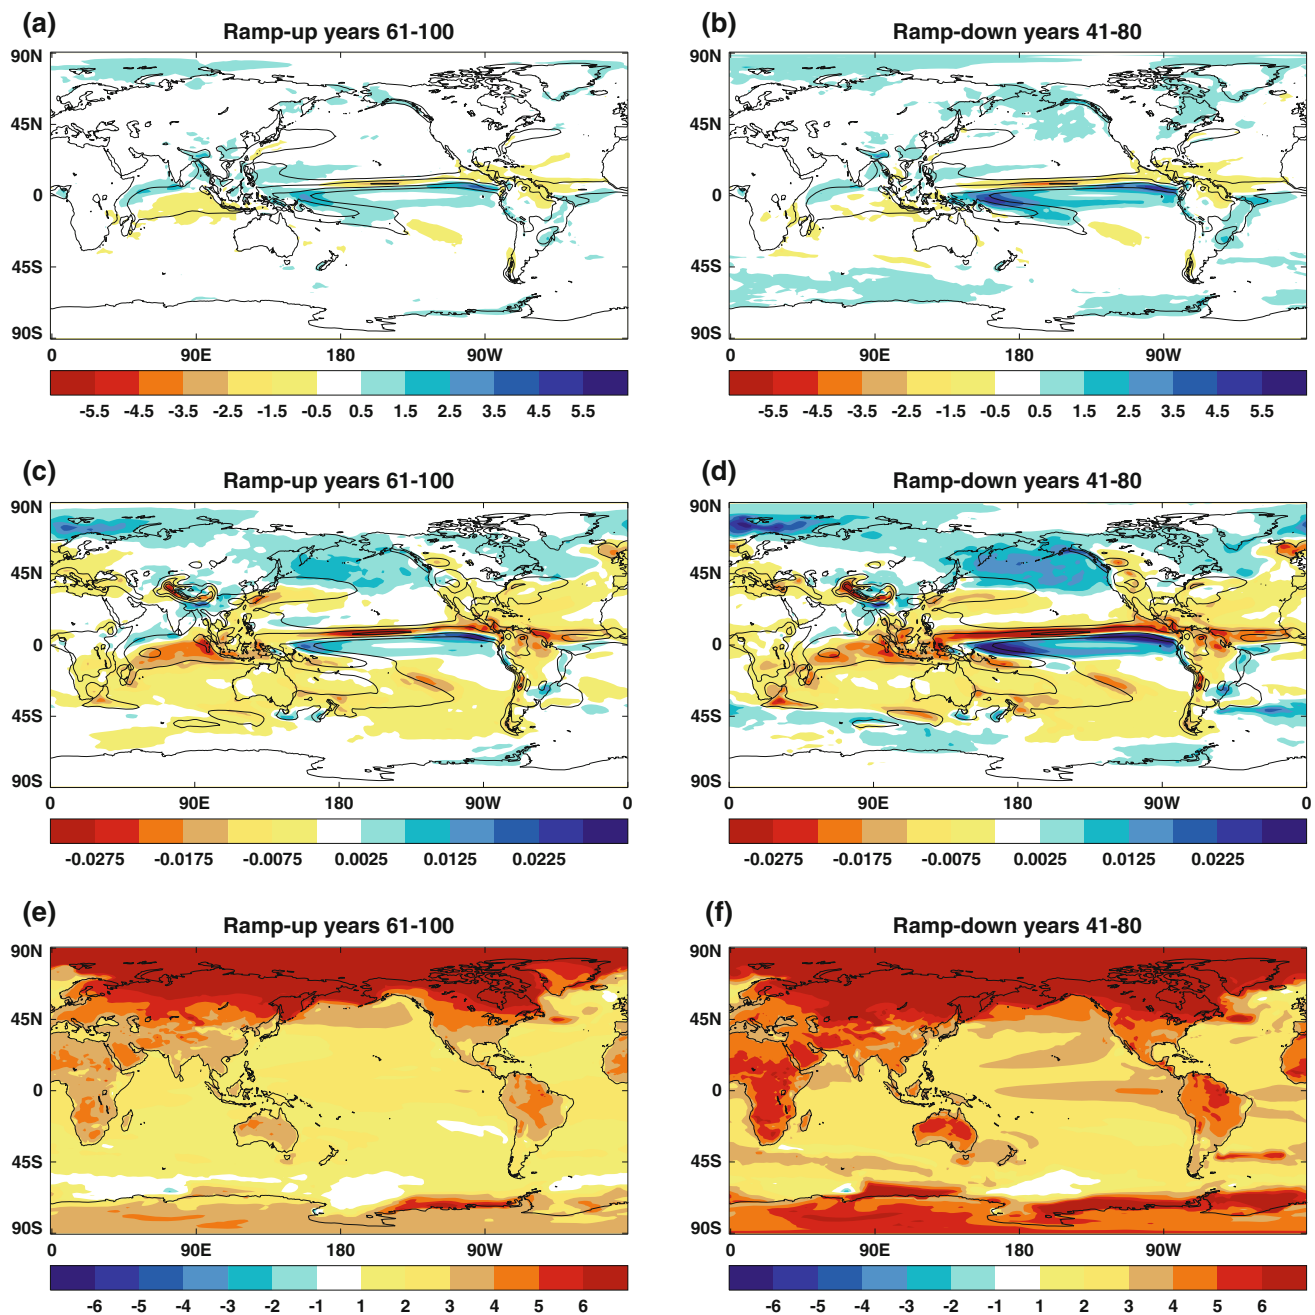 (a) Ramp-up years 61-100
90N
45N
0
45S
90S
0 90E 180 90W
-5.5 -4.5 -3.5 -2.5 -1.5 -0.5 0.5 1.5 2.5 3.5 4.5 5.5
(b) Ramp-down years 41-80
90N
45N
0
45S
90S
0 90E 180 90W
-5.5 -4.5 -3.5 -2.5 -1.5 -0.5 0.5 1.5 2.5 3.5 4.5 5.5
(c) Ramp-up years 61-100
90N
45N
0
45S
90S
0 90E 180 90W 0
-0.0275 -0.0175 -0.0075 0.0025 0.0125 0.0225
(d) Ramp-down years 41-80
90N
45N
0
45S
90S
0 90E 180 90W 0
-0.0275 -0.0175 -0.0075 0.0025 0.0125 0.0225
(e) Ramp-up years 61-100
90N
45N
0
45S
90S
0 90E 180 90W
-6 -5 -4 -3 -2 -1 1 2 3 4 5 6
(f) Ramp-down years 41-80
90N
45N
0
45S
90S
0 90E 180 90W
-6 -5 -4 -3 -2 -1 1 2 3 4 5 6